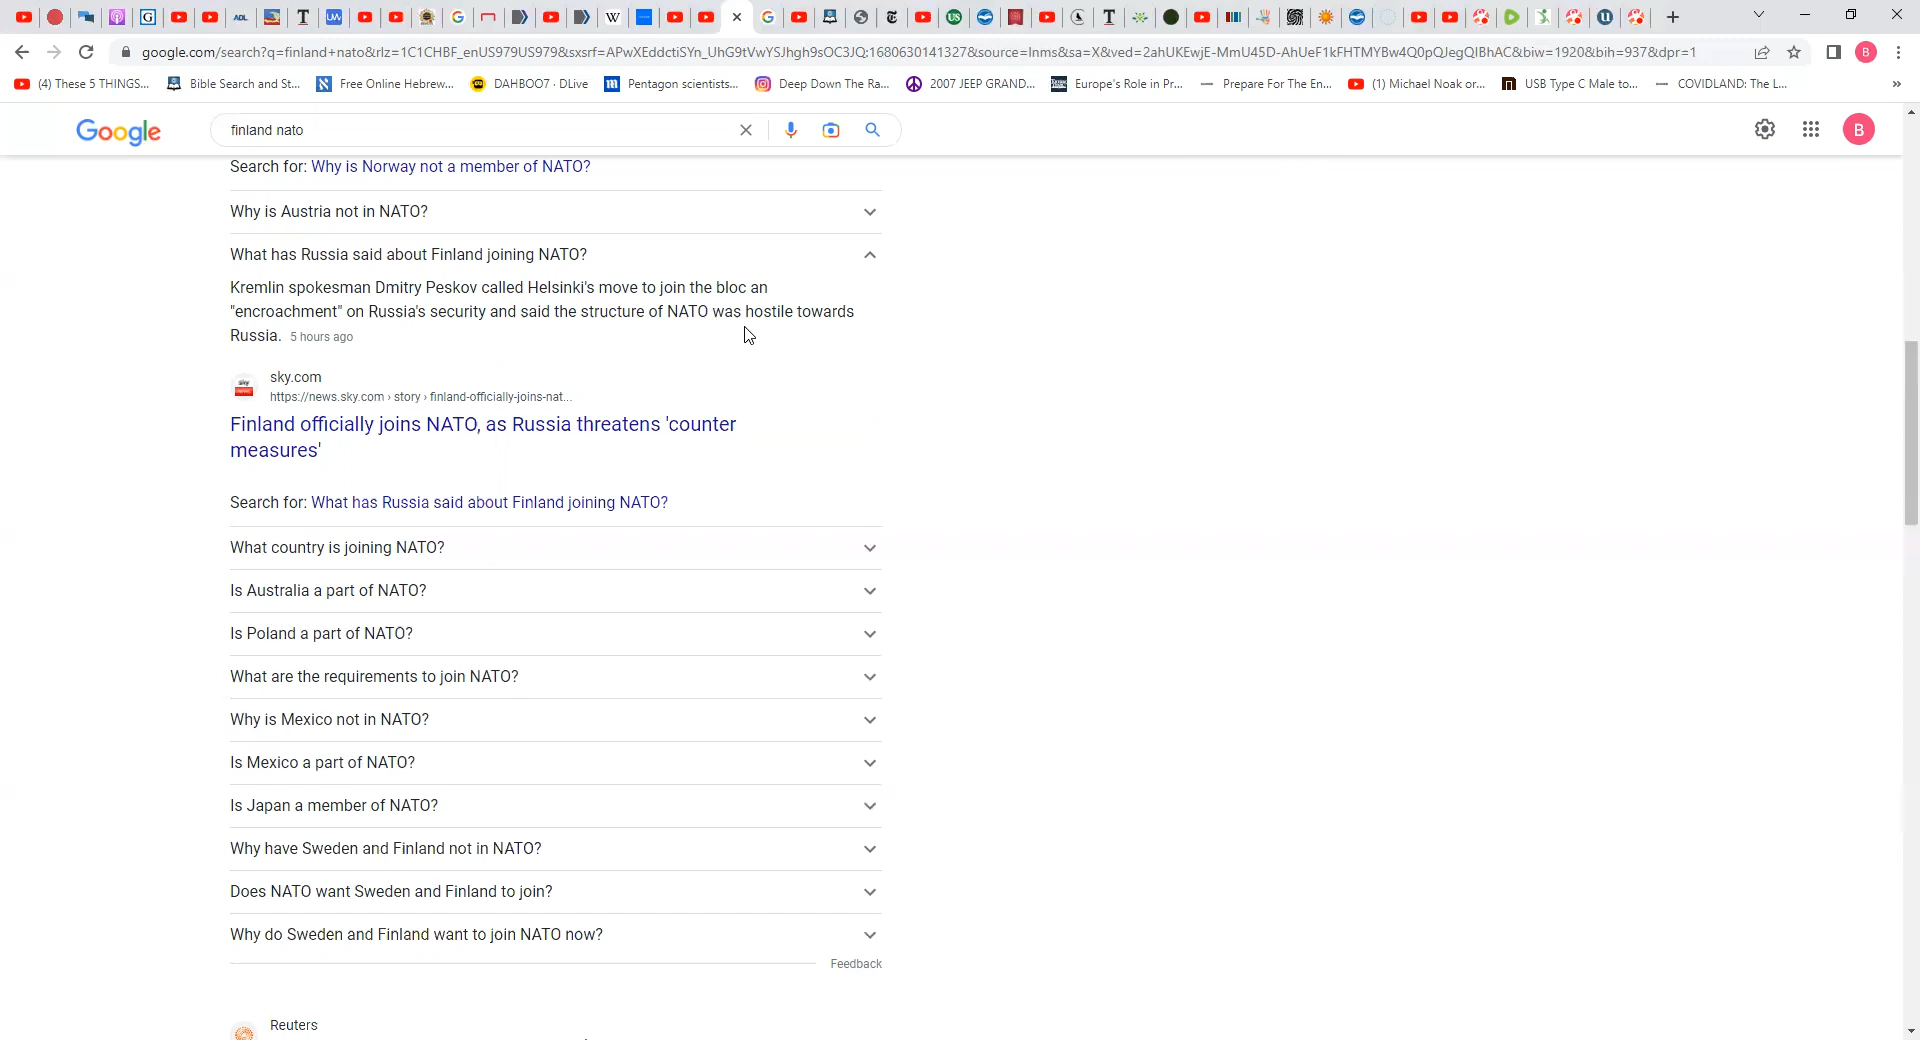 google.com/search?q=finland+nato&rlz=1C1CHBF_enUS979US979&sxsrf=APwXEddctiSYn_UhG9tVwYSJhgh9sOC3JQ:1680630141327&source=lnms&sa=X&ved=2ahUKEwjE-MmU45D-AhUeF1kFHTMYBw4Q0pQJegQIBhAC&biw=1920&bih=937&dpr=1
B
(4) These 5 THINGS...
Bible Search and St...
Free Online Hebrew...
DAHBOO7 · DLive
Pentagon scientists...
Deep Down The Ra...
2007 JEEP GRAND...
Europe's Role in Pr...
Prepare For The En...
(1) Michael Noak or...
USB Type C Male to...
COVIDLAND: The L...
Google
finland nato
B
Search for: Why is Norway not a member of NATO?
Why is Austria not in NATO?
What has Russia said about Finland joining NATO?
Kremlin spokesman Dmitry Peskov called Helsinki's move to join the bloc an
"encroachment" on Russia's security and said the structure of NATO was hostile towards
Russia. 5 hours ago
sky.com
https://news.sky.com › story › finland-officially-joins-nat...
Finland officially joins NATO, as Russia threatens 'counter
measures'
Search for: What has Russia said about Finland joining NATO?
What country is joining NATO?
Is Australia a part of NATO?
Is Poland a part of NATO?
What are the requirements to join NATO?
Why is Mexico not in NATO?
Is Mexico a part of NATO?
Is Japan a member of NATO?
Why have Sweden and Finland not in NATO?
Does NATO want Sweden and Finland to join?
Why do Sweden and Finland want to join NATO now?
Feedback
Reuters